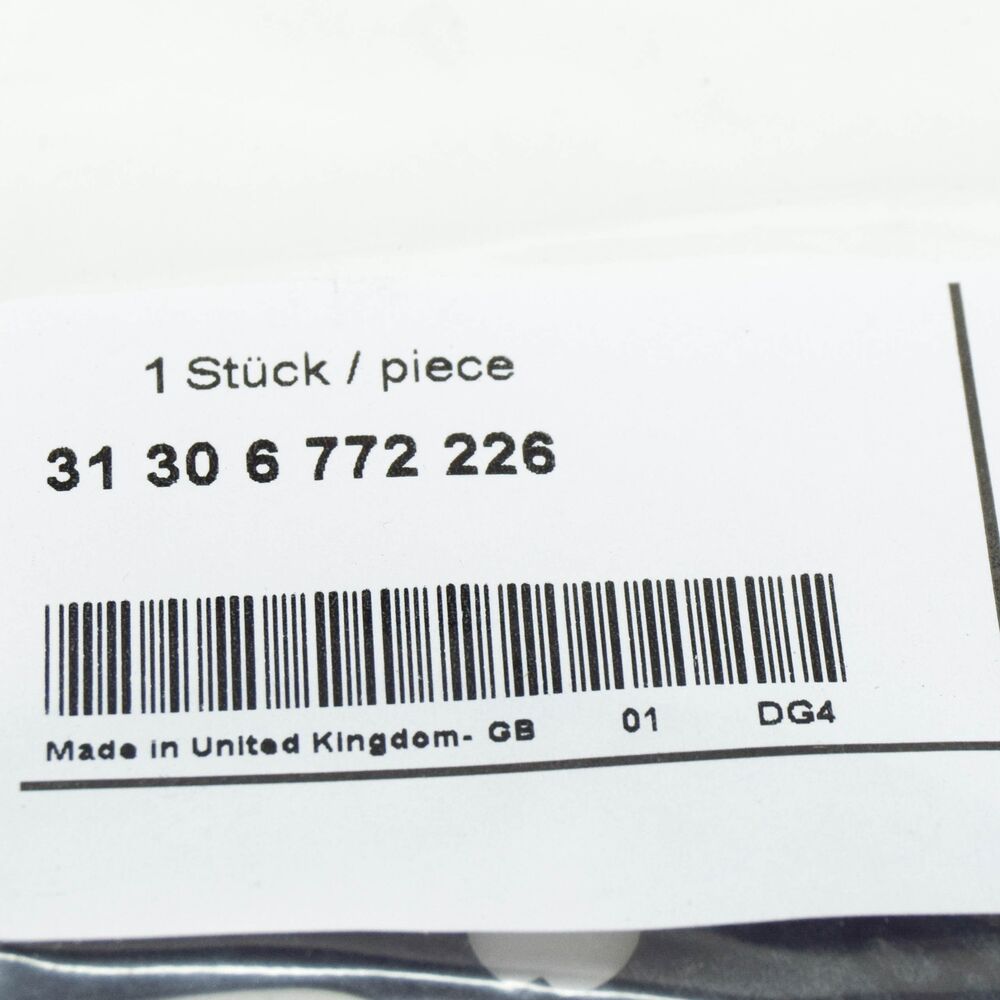 1 Stück / piece
31 30 6 772 226
Made in United Kingdom- GB 01 DG4